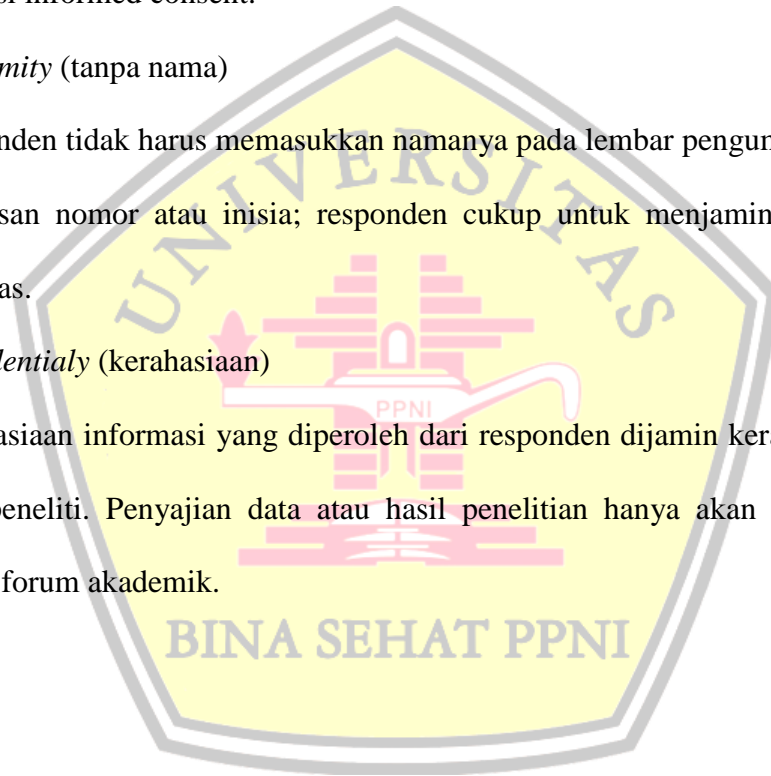 si informed consent.
mity (tanpa nama)
nden tidak harus memasukkan namanya pada lembar pengum
san nomor atau inisia; responden cukup untuk menjamin
as.
dentialy (kerahasiaan)
asiaan informasi yang diperoleh dari responden dijamin kera
peneliti. Penyajian data atau hasil penelitian hanya akan
forum akademik.
UNIVERSITAS
PPNI
BINA SEHAT PPNI